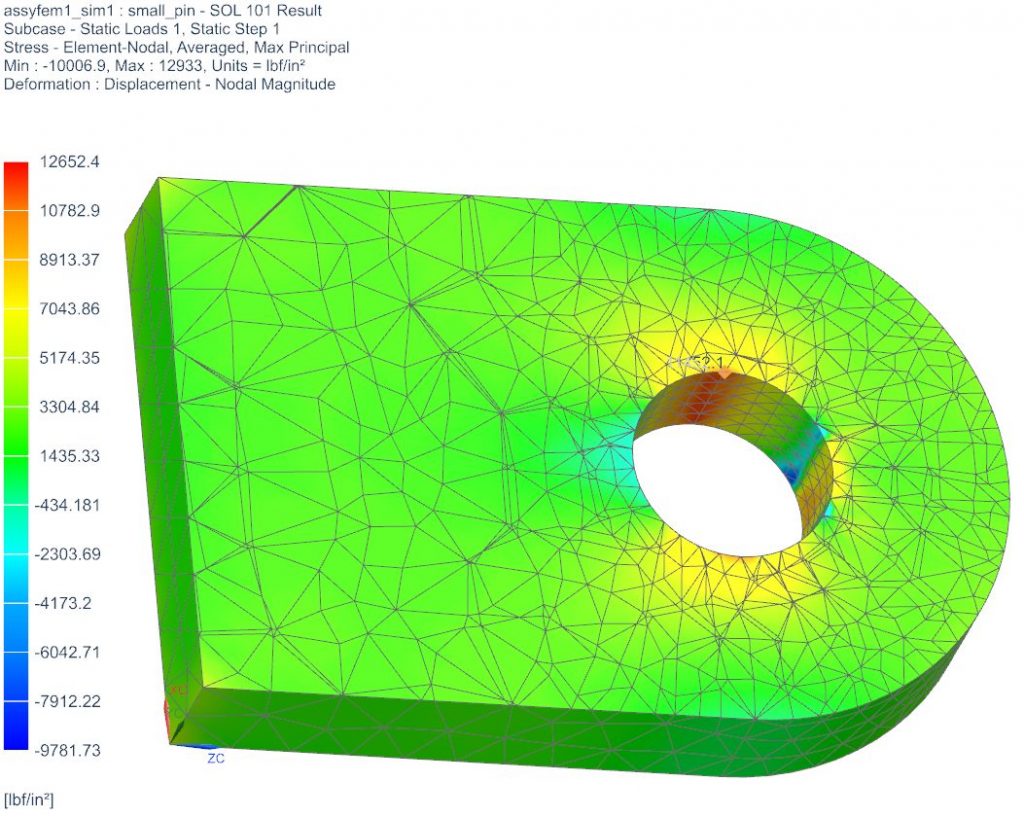 assyfem1_sim1 : small_pin - SOL 101 Result
Subcase - Static Loads 1, Static Step 1
Stress - Element-Nodal, Averaged, Max Principal
Min : -10006.9, Max : 12933, Units = lbf/in²
Deformation : Displacement - Nodal Magnitude
12652.4
10782.9
8913.37
7043.86
5174.35
3304.84
1435.33
-434.181
-2303.69
-4173.2
-6042.71
-7912.22
-9781.73
[lbf/in²]
ZC